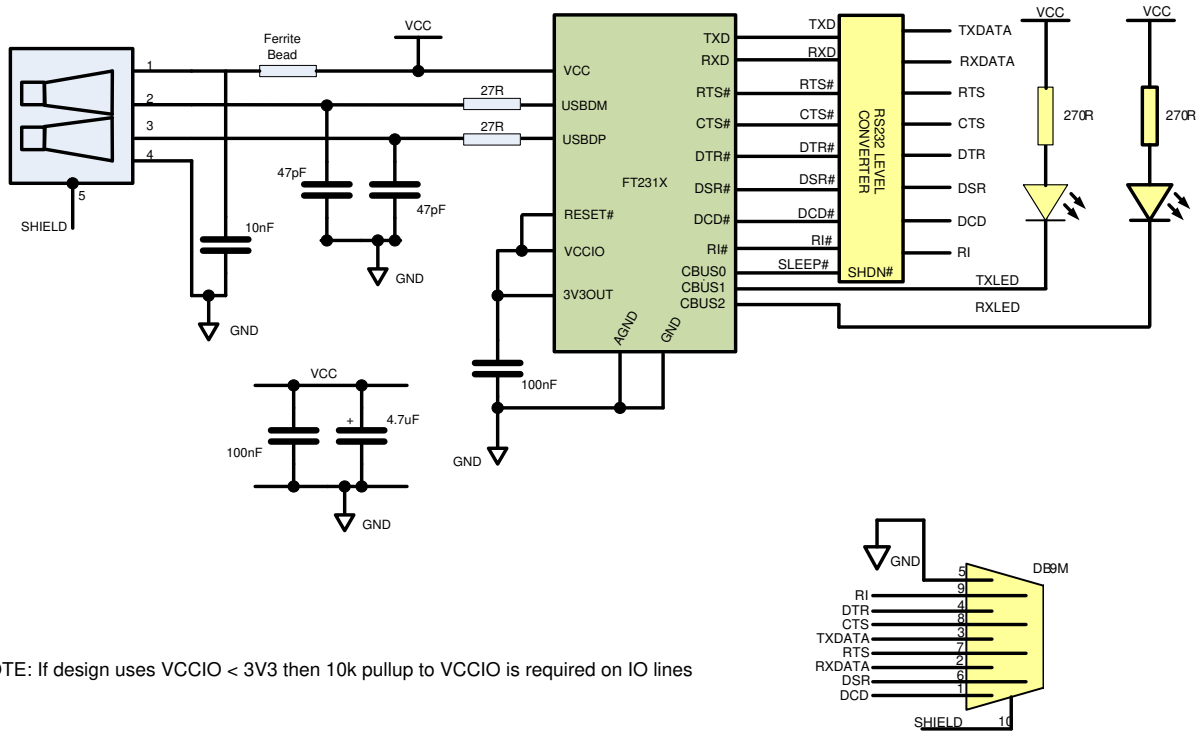 VCC
Ferrite
Bead
1
2
3
4
5
SHIELD
27R
27R
47pF
47pF
10nF
GND
GND
VCC
USBDM
USBDP
RESET#
VCCIO
3V3OUT
FT231X
AGND
GND
TXD
RXD
RTS#
CTS#
DTR#
DSR#
DCD#
RI#
CBUS0
CBUS1
CBUS2
TXD
RXD
RTS#
CTS#
DTR#
DSR#
DCD#
RI#
SLEEP#
RS232 LEVEL
CONVERTER
SHDN#
TXDATA
RXDATA
RTS
CTS
DTR
DSR
DCD
RI
TXLED
RXLED
VCC
VCC
270R
270R
100nF
GND
VCC
100nF
+
4.7uF
GND
GND
DB9M
5
RI 9
DTR 4
CTS 8
TXDATA 3
RTS 7
RXDATA 2
DSR 6
DCD 1
SHIELD 10
OTE: If design uses VCCIO < 3V3 then 10k pullup to VCCIO is required on IO lines